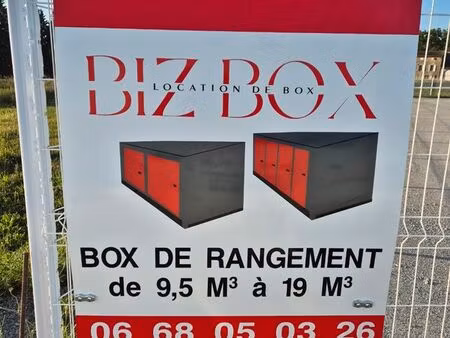 BIZ BOX
LOCATION DE BOX
BOX DE RANGEMENT
de 9,5 M³ à 19 M³
06 68 05 03 26